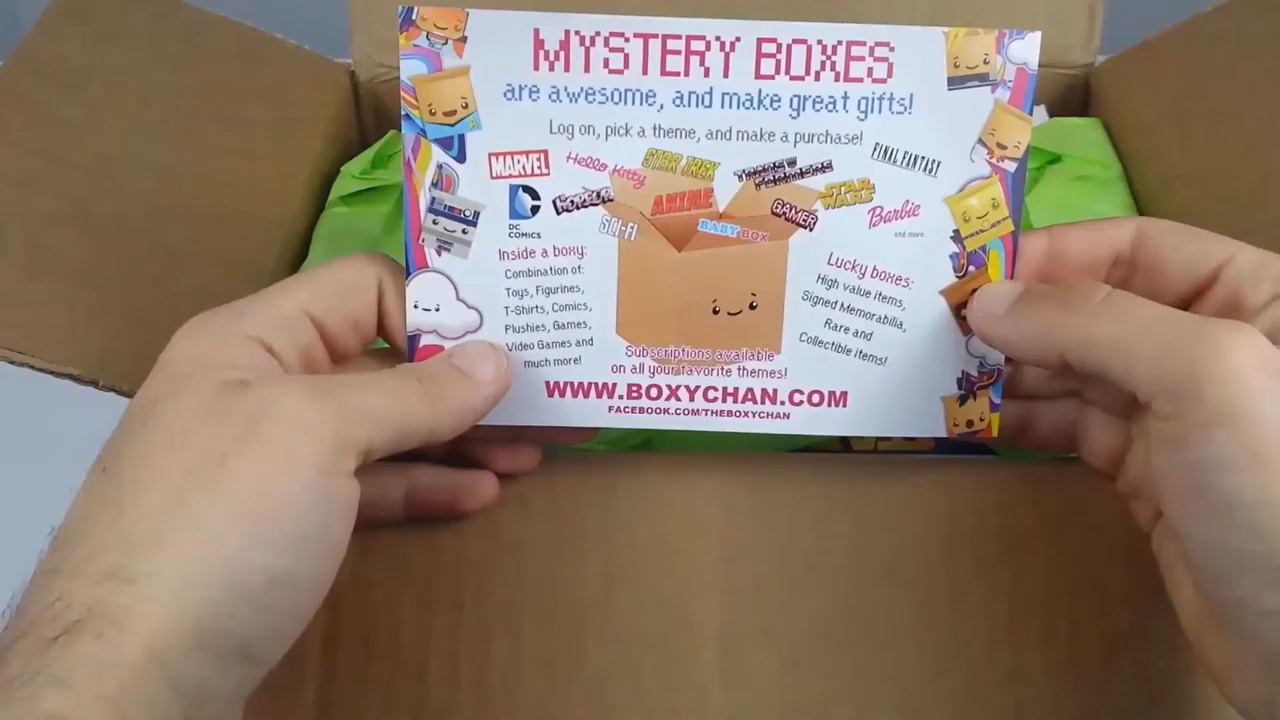 MYSTERY BOXES
are awesome, and make great gifts!
Log on, pick a theme, and make a purchase!
MARVEL
Hello Kitty
STAR TREK
TRANSFORMERS
FINAL FANTASY
DC COMICS
HORROR
ANIME
GAMER
STAR WARS
Barbie
and more.
SCI-FI
BABY BOX
Inside a boxy:
Combination of:
Toys, Figurines,
T-Shirts, Comics,
Plushies, Games,
Video Games and
much more!
Lucky boxes:
High value items,
Signed Memorabilia,
Rare and
Collectible items!
Subscriptions available
on all your favorite themes!
WWW.BOXYCHAN.COM
FACEBOOK.COM/THEBOXYCHAN